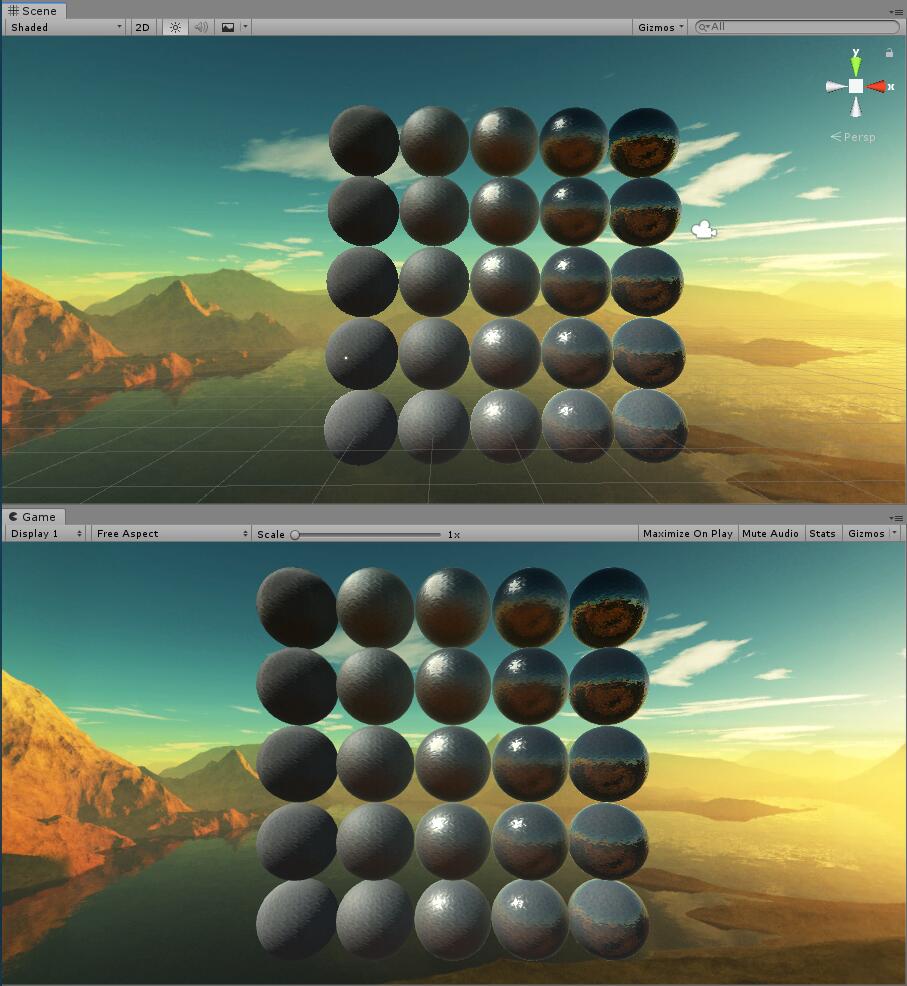 Scene
Shaded 2D Gizmos All
y
x
Persp
Game
Display 1 Free Aspect Scale 1x Maximize On Play Mute Audio Stats Gizmos